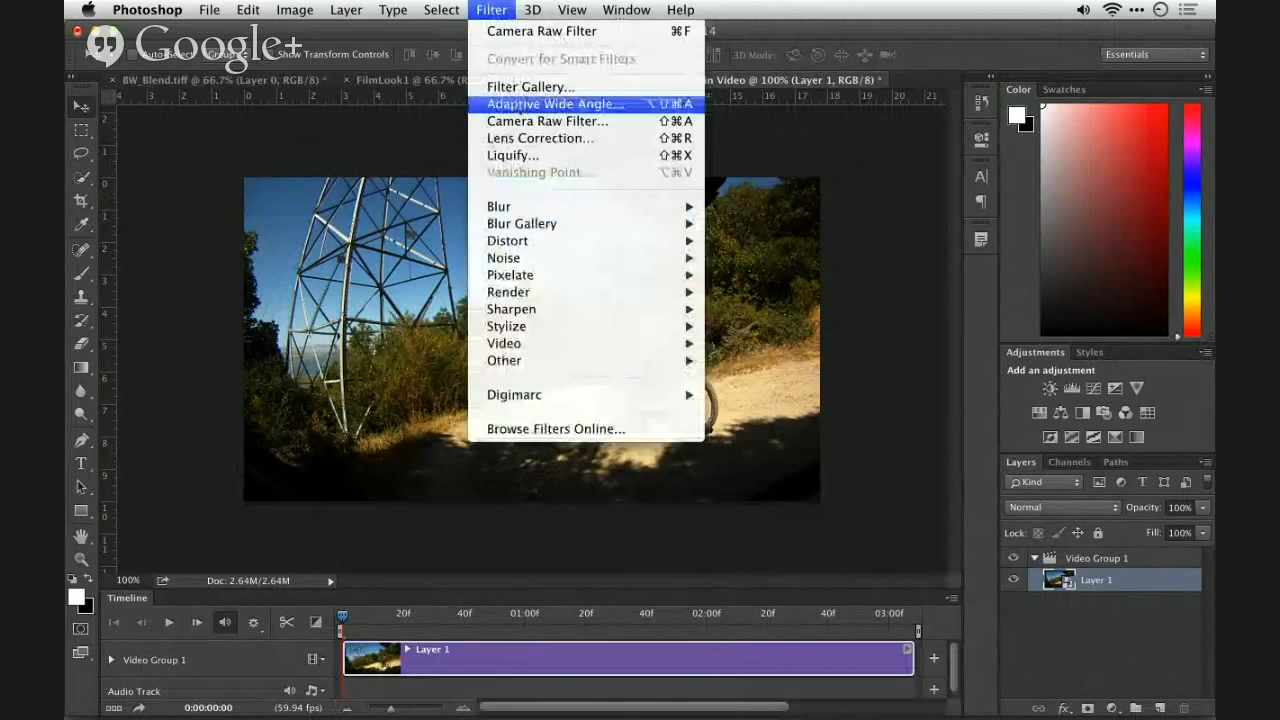 Photoshop File Edit Image Layer Type Select Filter 3D View Window Help
Google+
Show Transform Controls
3D Mode:
Essentials
× BW_Blend.tiff @ 66.7% (Layer 0, RGB/8) *
× FilmLook1 @ 66.7%
in Video @ 100% (Layer 1, RGB/8) *
Camera Raw Filter ⌘F
Convert for Smart Filters
Filter Gallery...
Adaptive Wide Angle... ⌥⇧⌘A
Camera Raw Filter... ⇧⌘A
Lens Correction... ⇧⌘R
Liquify... ⇧⌘X
Vanishing Point... ⌥⌘V
Blur
Blur Gallery
Distort
Noise
Pixelate
Render
Sharpen
Stylize
Video
Other
Digimarc
Browse Filters Online...
Color Swatches
Adjustments Styles
Add an adjustment
Layers Channels Paths
Kind
Normal Opacity: 100%
Lock: Fill: 100%
Video Group 1
Layer 1
100% Doc: 2.64M/2.64M
Timeline
20f 40f 01:00f 20f 40f 02:00f 20f 40f 03:00f
Video Group 1
Layer 1
Audio Track
0:00:00:00 (59.94 fps)